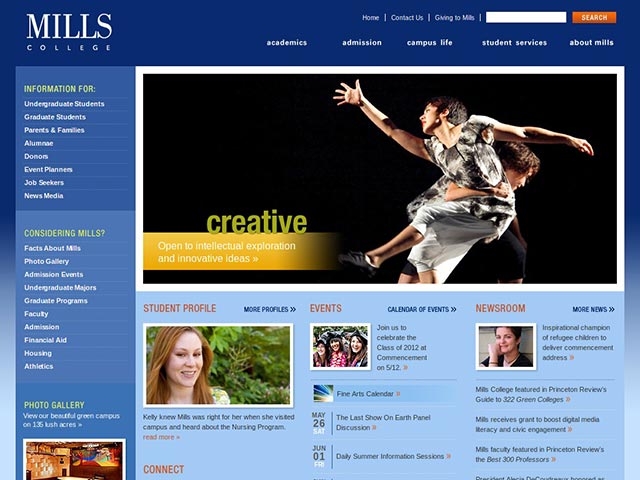 MILLS
COLLEGE
Home | Contact Us | Giving to Mills
SEARCH
academics admission campus life student services about mills
INFORMATION FOR:
Undergraduate Students
Graduate Students
Parents & Families
Alumnae
Donors
Event Planners
Job Seekers
News Media
CONSIDERING MILLS?
Facts About Mills
Photo Gallery
Admission Events
Undergraduate Majors
Graduate Programs
Faculty
Admission
Financial Aid
Housing
Athletics
PHOTO GALLERY
View our beautiful green campus
on 135 lush acres »
creative
Open to intellectual exploration
and innovative ideas »
STUDENT PROFILE
MORE PROFILES »
Kelly knew Mills was right for her when she visited
campus and heard about the Nursing Program.
read more »
CONNECT
EVENTS
CALENDAR OF EVENTS »
Join us to
celebrate the
Class of 2012 at
Commencement
on 5/12. »
Fine Arts Calendar »
MAY
26
SAT
The Last Show On Earth Panel
Discussion »
JUN
01
FRI
Daily Summer Information Sessions »
NEWSROOM
MORE NEWS »
Inspirational champion
of refugee children to
deliver commencement
address »
Mills College featured in Princeton Review's
Guide to 322 Green Colleges »
Mills receives grant to boost digital media
literacy and civic engagement »
Mills faculty featured in Princeton Review's
the Best 300 Professors »
President Alecia DeCoudreaux honored as